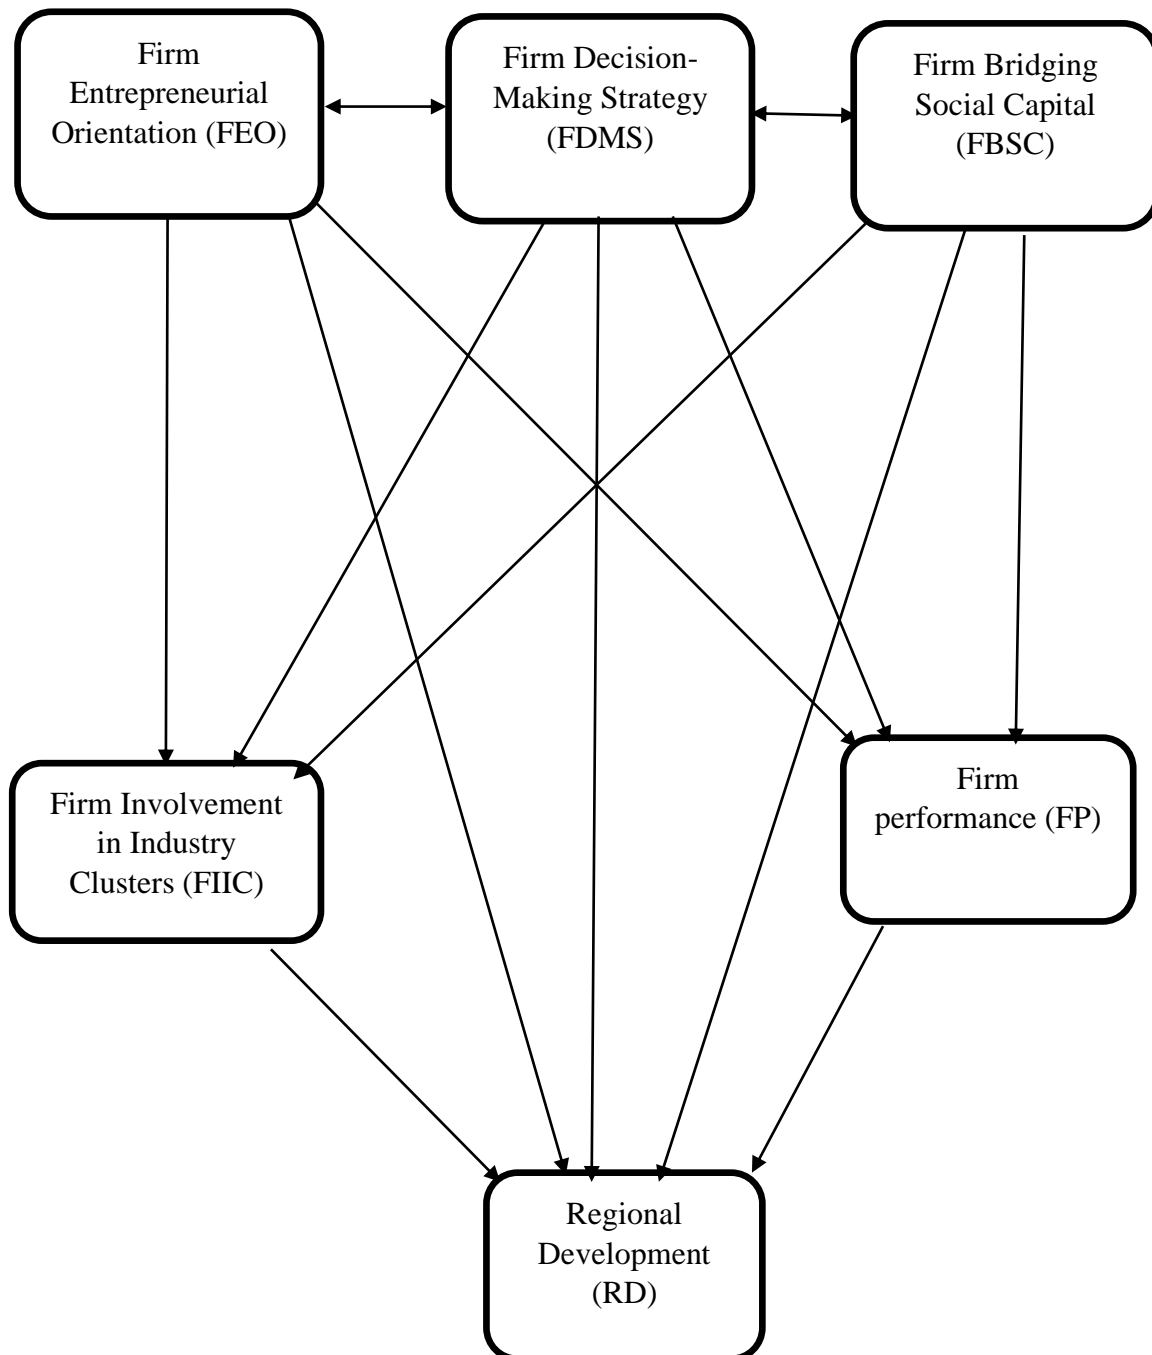 Firm
Entrepreneurial
Orientation (FEO)
Firm Decision-
Making Strategy
(FDMS)
Firm Bridging
Social Capital
(FBSC)
Firm Involvement
in Industry
Clusters (FIIC)
Firm
performance (FP)
Regional
Development
(RD)